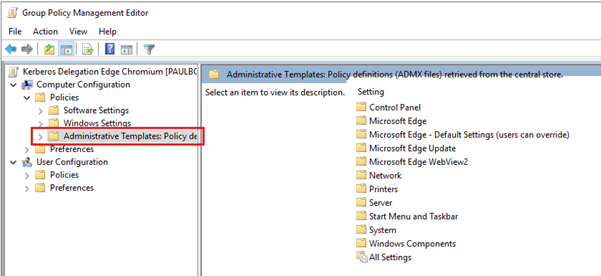 Group Policy Management Editor
File Action View Help
Kerberos Delegation Edge Chromium [PAULBC
Computer Configuration
Policies
Software Settings
Windows Settings
Administrative Templates: Policy de
Preferences
User Configuration
Policies
Preferences
Administrative Templates: Policy definitions (ADMX files) retrieved from the central store.
Select an item to view its description.
Setting
Control Panel
Microsoft Edge
Microsoft Edge - Default Settings (users can override)
Microsoft Edge Update
Microsoft Edge WebView2
Network
Printers
Server
Start Menu and Taskbar
System
Windows Components
All Settings